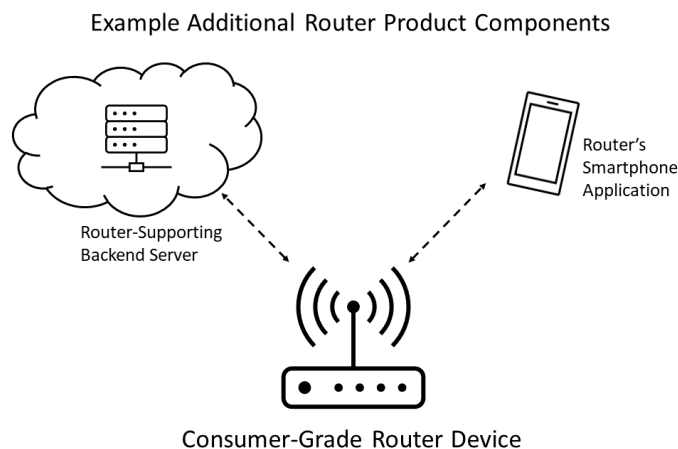 Example Additional Router Product Components
Router's
Smartphone
Application
Router-Supporting
Backend Server
Consumer-Grade Router Device